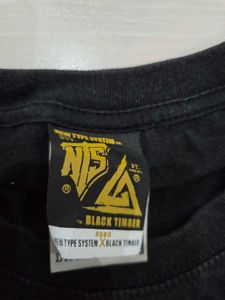 NEW TYPE SYSTEM
NTS
®
®
BLACK TIMBER
NEW TYPE SYSTEM X BLACK TIMBER